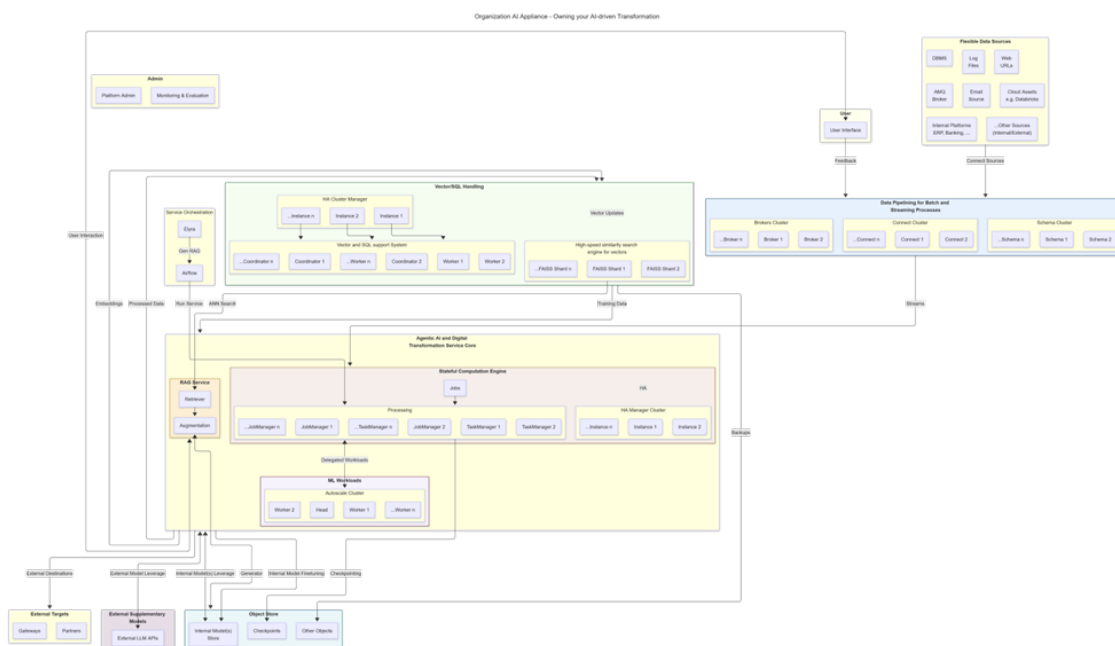 Organization AI Appliance - Owning your AI-driven Transformation
Flexible Data Sources
DBMS
Log
Files
Web
URLs
AMQ
Broker
Email
Source
Cloud Assets
e.g. Databricks
Internal Platforms
ERP, Banking, ...
...Other Sources
(Internal/External)
Admin
Platform Admin
Monitoring & Evaluation
User
User Interface
Feedback
Connect Sources
Vector/SQL Handling
HA Cluster Manager
...Instance n
Instance 2
Instance 1
Vector Updates
Vector and SQL support System
...Coordinator n
Coordinator 1
...Worker n
Coordinator 2
Worker 1
Worker 2
High-speed similarity search
engine for vectors
...FAISS Shard n
FAISS Shard 1
FAISS Shard 2
Data Pipelining for Batch and
Streaming Processes
Brokers Cluster
...Broker n
Broker 1
Broker 2
Connect Cluster
...Connect n
Connect 1
Connect 2
Schema Cluster
...Schema n
Schema 1
Schema 2
Service Orchestration
Elyra
Gen RAG
Airflow
User Interaction
Embeddings
Processed Data
Run Service
ANN Search
Training Data
Streams
Agentic AI and Digital
Transformation Service Core
RAG Service
Retriever
Augmentation
Stateful Computation Engine
Jobs
HA
Processing
...JobManager n
JobManager 1
...TaskManager n
JobManager 2
TaskManager 1
TaskManager 2
HA Manager Cluster
...Instance n
Instance 1
Instance 2
Backups
Delegated Workloads
ML Workloads
Autoscale Cluster
Worker 2
Head
Worker 1
...Worker n
External Destinations
External Model Leverage
Internal Model(s) Leverage
Generator
Internal Model Finetuning
Checkpointing
External Targets
Gateways
Partners
External Supplementary
Models
External LLM APIs
Object Store
Internal Model(s)
Store
Checkpoints
Other Objects